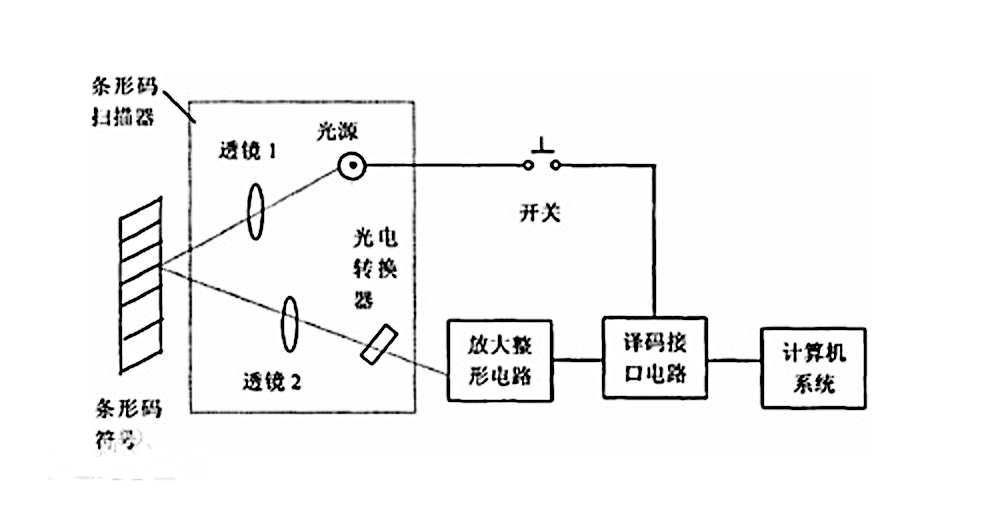 条形码
扫描器
透镜1
光源
开关
光电
转换
器
透镜2
放大整
形电路
译码接
口电路
计算机
系统
条形码
符号